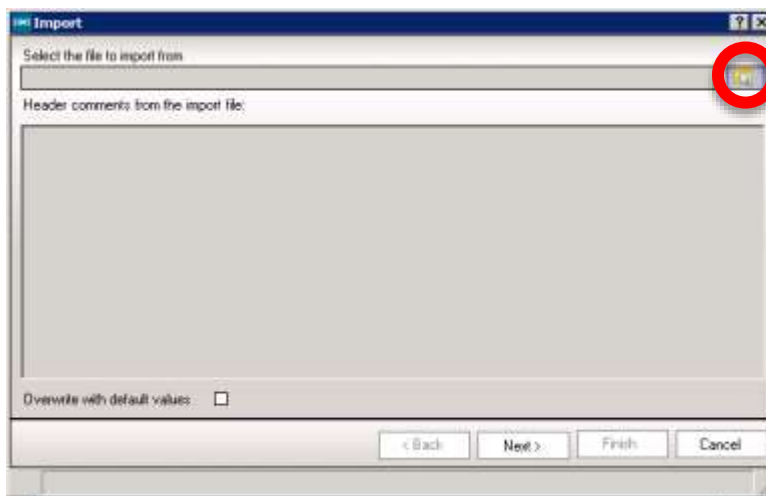 Import
Select the file to import from
Header comments from the import file:
Overwrite with default values
< Back Next > Finish Cancel